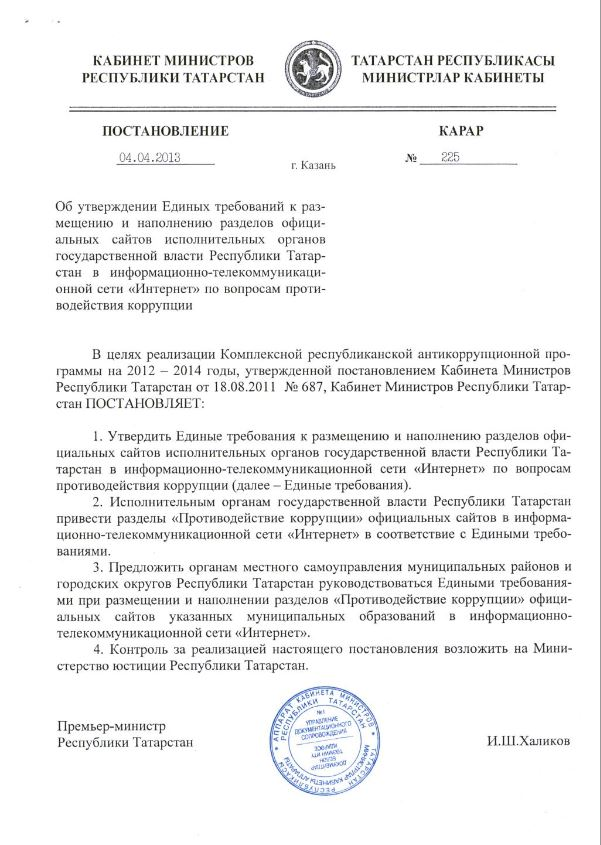 КАБИНЕТ МИНИСТРОВ
РЕСПУБЛИКИ ТАТАРСТАН
ТАТАРСТАН РЕСПУБЛИКАСЫ
МИНИСТРЛАР КАБИНЕТЫ
ПОСТАНОВЛЕНИЕ
КАРАР
04.04.2013
г. Казань
№ 225
Об утверждении Единых требований к раз-
мещению и наполнению разделов офици-
альных сайтов исполнительных органов
государственной власти Республики Татар-
стан в информационно-телекоммуникаци-
онной сети «Интернет» по вопросам проти-
водействия коррупции
В целях реализации Комплексной республиканской антикоррупционной про-
граммы на 2012 – 2014 годы, утвержденной постановлением Кабинета Министров
Республики Татарстан от 18.08.2011 № 687, Кабинет Министров Республики Татар-
стан ПОСТАНОВЛЯЕТ:
1. Утвердить Единые требования к размещению и наполнению разделов офи-
циальных сайтов исполнительных органов государственной власти Республики Та-
тарстан в информационно-телекоммуникационной сети «Интернет» по вопросам
противодействия коррупции (далее – Единые требования).
2. Исполнительным органам государственной власти Республики Татарстан
привести разделы «Противодействие коррупции» официальных сайтов в информа-
ционно-телекоммуникационной сети «Интернет» в соответствие с Едиными требо-
ваниями.
3. Предложить органам местного самоуправления муниципальных районов и
городских округов Республики Татарстан руководствоваться Едиными требования-
ми при размещении и наполнении разделов «Противодействие коррупции» офици-
альных сайтов указанных муниципальных образований в информационно-
телекоммуникационной сети «Интернет».
4. Контроль за реализацией настоящего постановления возложить на Мини-
стерство юстиции Республики Татарстан.
Премьер-министр
Республики Татарстан
И.Ш.Халиков
АППАРАТ КАБИНЕТА МИНИСТРОВ
РЕСПУБЛИКИ ТАТАРСТАН
№1
УПРАВЛЕНИЕ
ДОКУМЕНТАЦИОННОГО
СОПРОВОЖДЕНИЯ
ТАТАРСТАН
РЕСПУБЛИКАСЫ
МИНИСТРЛАР КАБИНЕТЫ АППАРАТЫ